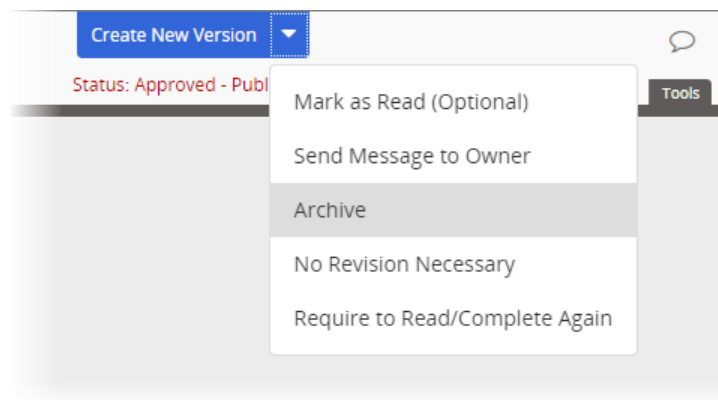 Create New Version
Status: Approved - Publ
Tools
Mark as Read (Optional)
Send Message to Owner
Archive
No Revision Necessary
Require to Read/Complete Again